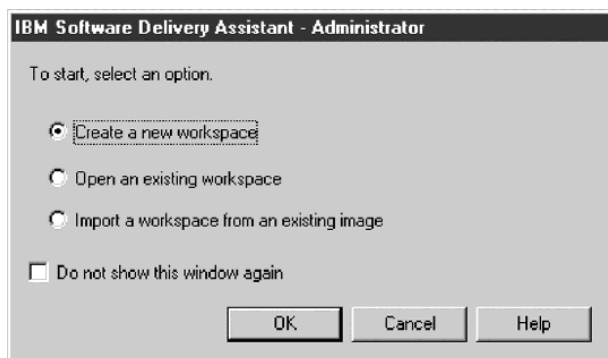 IBM Software Delivery Assistant - Administrator
To start, select an option.
Create a new workspace
Open an existing workspace
Import a workspace from an existing image
Do not show this window again
OK Cancel Help